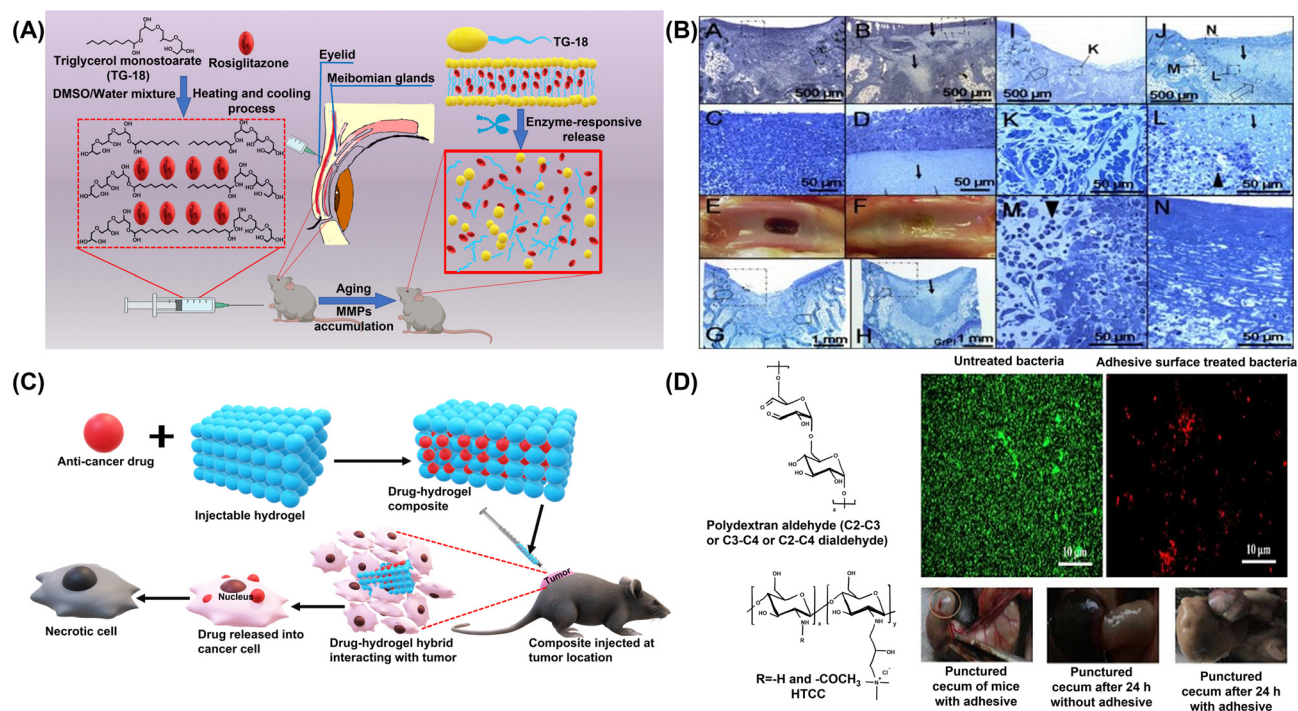 (A)
Triglycerol monostoarate
(TG-18)
Rosiglitazone
DMSO/Water mixture
Heating and cooling
process
Eyelid
Meibomian glands
TG-18
Enzyme-responsive
release
Aging
MMPs
accumulation
(B)
A
500 µm
B
500 µm
I
K
500 µm
J
N
M
L
500 µm
C
50 µm
D
50 µm
K
50 µm
L
50 µm
E
F
G
1 mm
H
GrPl
1 mm
M
50 µm
N
50 µm
(C)
Anti-cancer drug
+
Injectable hydrogel
Drug-hydrogel
composite
Tumor
Composite injected at
tumor location
Drug-hydrogel hybrid
interacting with tumor
Nucleus
Drug released into
cancer cell
Necrotic cell
(D)
Polydextran aldehyde (C2-C3
or C3-C4 or C2-C4 dialdehyde)
R=-H and -COCH3
HTCC
Untreated bacteria
10 µm
Adhesive surface treated bacteria
10 µm
Punctured
cecum of mice
with adhesive
Punctured
cecum after 24 h
without adhesive
Punctured
cecum after 24 h
with adhesive